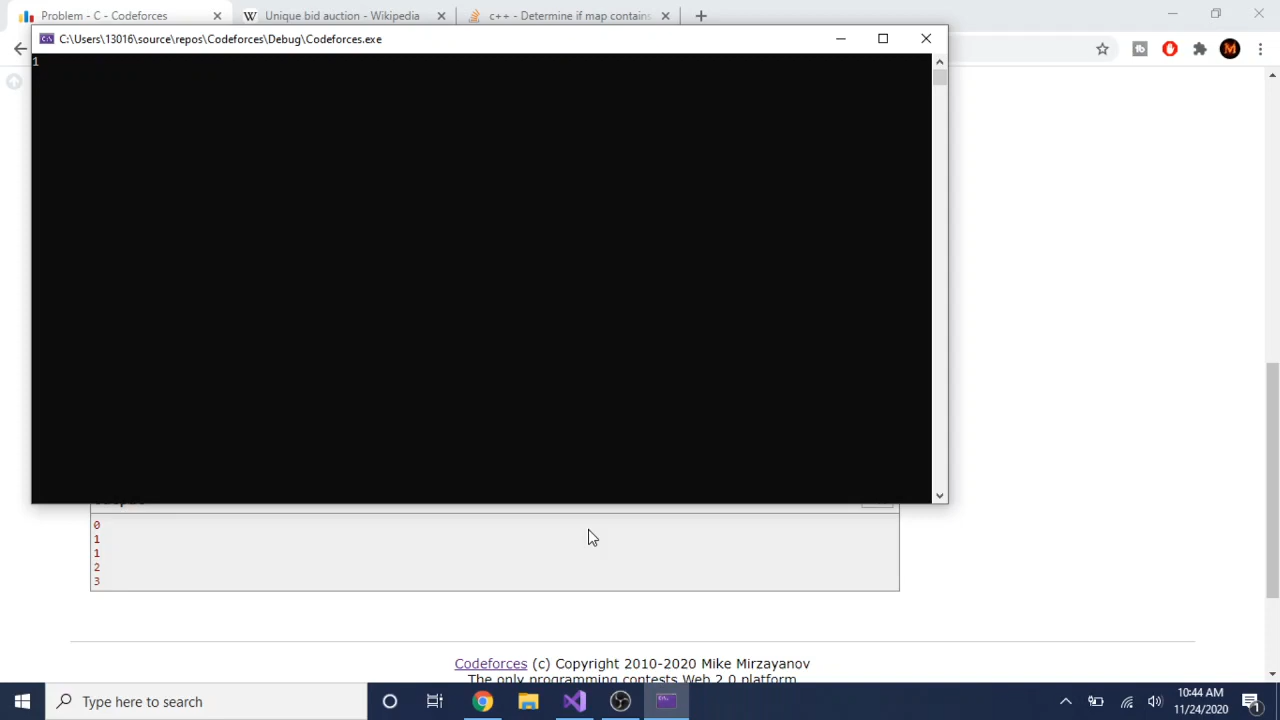 Problem - C - Codeforces
Unique bid auction - Wikipedia
c++ - Determine if map contains
C:\Users\13016\source\repos\Codeforces\Debug\Codeforces.exe
1
0
1
1
2
3
Codeforces (c) Copyright 2010-2020 Mike Mirzayanov
The only programming contests Web 2.0 platform
Type here to search
10:44 AM
11/24/2020